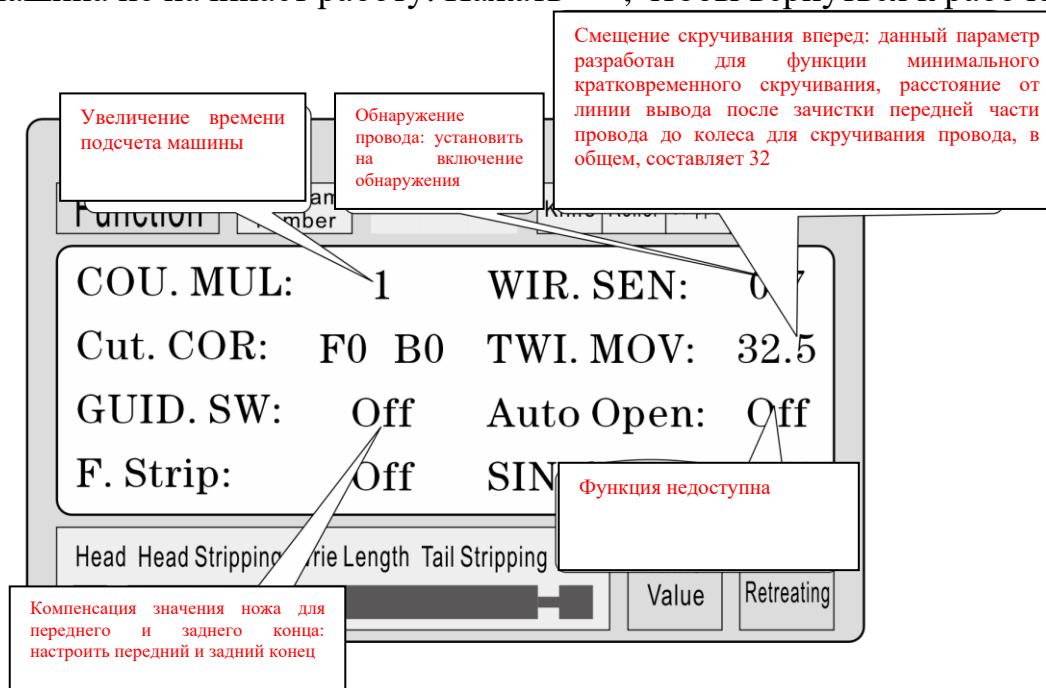 Смещение скручивания вперед: данный параметр
разработан для функции минимального
кратковременного скручивания, расстояние от
линии вывода после зачистки передней части
провода до колеса для скручивания провода, в
общем, составляет 32
Увеличение времени
подсчета машины
Обнаружение
провода: установить
на включение
обнаружения
Function
COU. MUL: 1 WIR. SEN:
Cut. COR: F0 B0 TWI. MOV: 32.5
GUID. SW: Off Auto Open: Off
F. Strip: Off SIN
Функция недоступна
Head Head Stripping Length Tail Stripping
Value Retreating
Компенсация значения ножа для
переднего и заднего конца:
настроить передний и задний конец